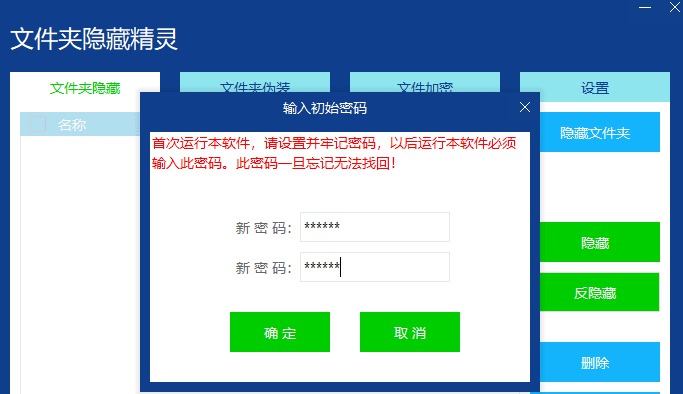 文件夹隐藏精灵
文件夹隐藏
文件夹伪装
文件加密
设置
输入初始密码
名称
隐藏文件夹
首次运行本软件，请设置并牢记密码，以后运行本软件必须
输入此密码。此密码一旦忘记无法找回！
新 密 码：******
隐藏
新 密 码：******
反隐藏
确 定
取 消
删除